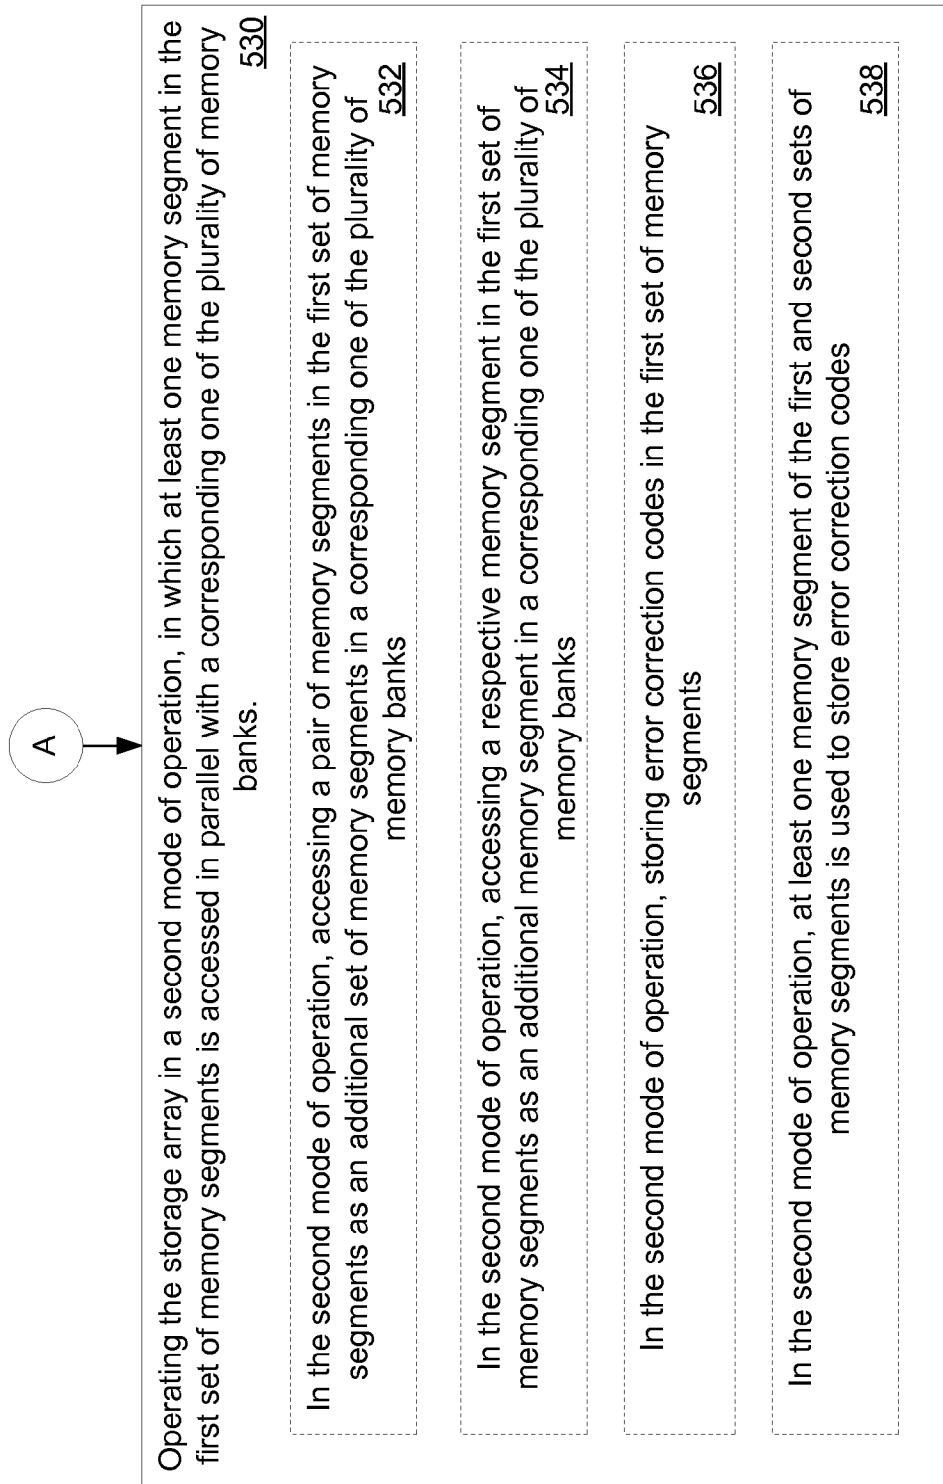 A
Operating the storage array in a second mode of operation, in which at least one memory segment in the
first set of memory segments is accessed in parallel with a corresponding one of the plurality of memory
banks.
530
In the second mode of operation, accessing a pair of memory segments in the first set of memory
segments as an additional set of memory segments in a corresponding one of the plurality of
memory banks
532
In the second mode of operation, accessing a respective memory segment in the first set of
memory segments as an additional memory segment in a corresponding one of the plurality of
memory banks
534
In the second mode of operation, storing error correction codes in the first set of memory
segments
536
In the second mode of operation, at least one memory segment of the first and second sets of
memory segments is used to store error correction codes
538